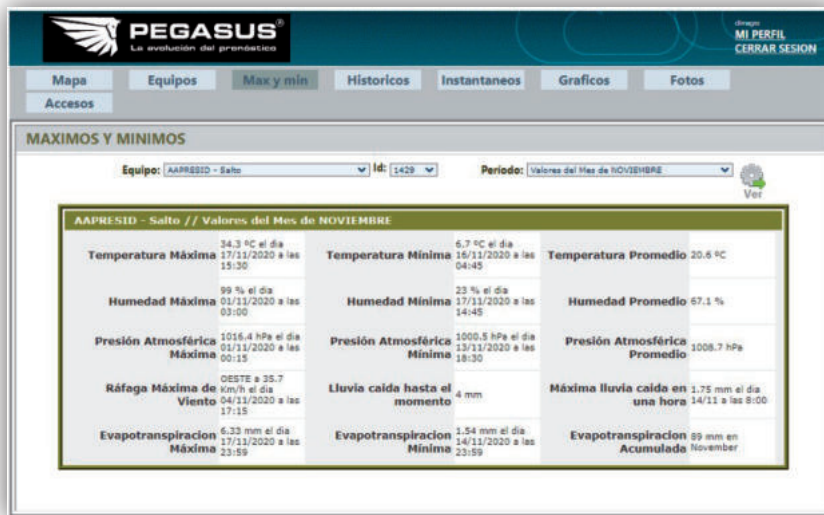 PEGASUS®
La evolución del pronóstico
dimagro
MI PERFIL
CERRAR SESION
Mapa
Equipos
Max y min
Historicos
Instantaneos
Graficos
Fotos
Accesos
MAXIMOS Y MINIMOS
Equipo: AAPRESID - Salto Id: 1429 Periodo: Valores del Mes de NOVIEMBRE
Ver
AAPRESID - Salto // Valores del Mes de NOVIEMBRE
Temperatura Máxima
34.3 ºC el dia
17/11/2020 a las
15:30
Temperatura Mínima
6.7 ºC el dia
16/11/2020 a las
04:45
Temperatura Promedio 20.6 ºC
Humedad Máxima
99 % el dia
01/11/2020 a las
03:00
Humedad Mínima
23 % el dia
17/11/2020 a las
14:45
Humedad Promedio 67.1 %
Presión Atmosférica
Máxima
1016.4 hPa el dia
01/11/2020 a las
00:15
Presión Atmosférica
Mínima
1000.5 hPa el dia
13/11/2020 a las
18:30
Presión Atmosférica
Promedio
1008.7 hPa
Ráfaga Máxima de
Viento
OESTE a 35.7
Km/h el dia
04/11/2020 a las
17:15
Lluvia caida hasta el
momento
4 mm
Máxima lluvia caida en
una hora
1.75 mm el dia
14/11 a las 8:00
Evapotranspiracion
Máxima
6.33 mm el dia
17/11/2020 a las
23:59
Evapotranspiracion
Mínima
1.54 mm el dia
14/11/2020 a las
23:59
Evapotranspiracion
Acumulada
89 mm en
November